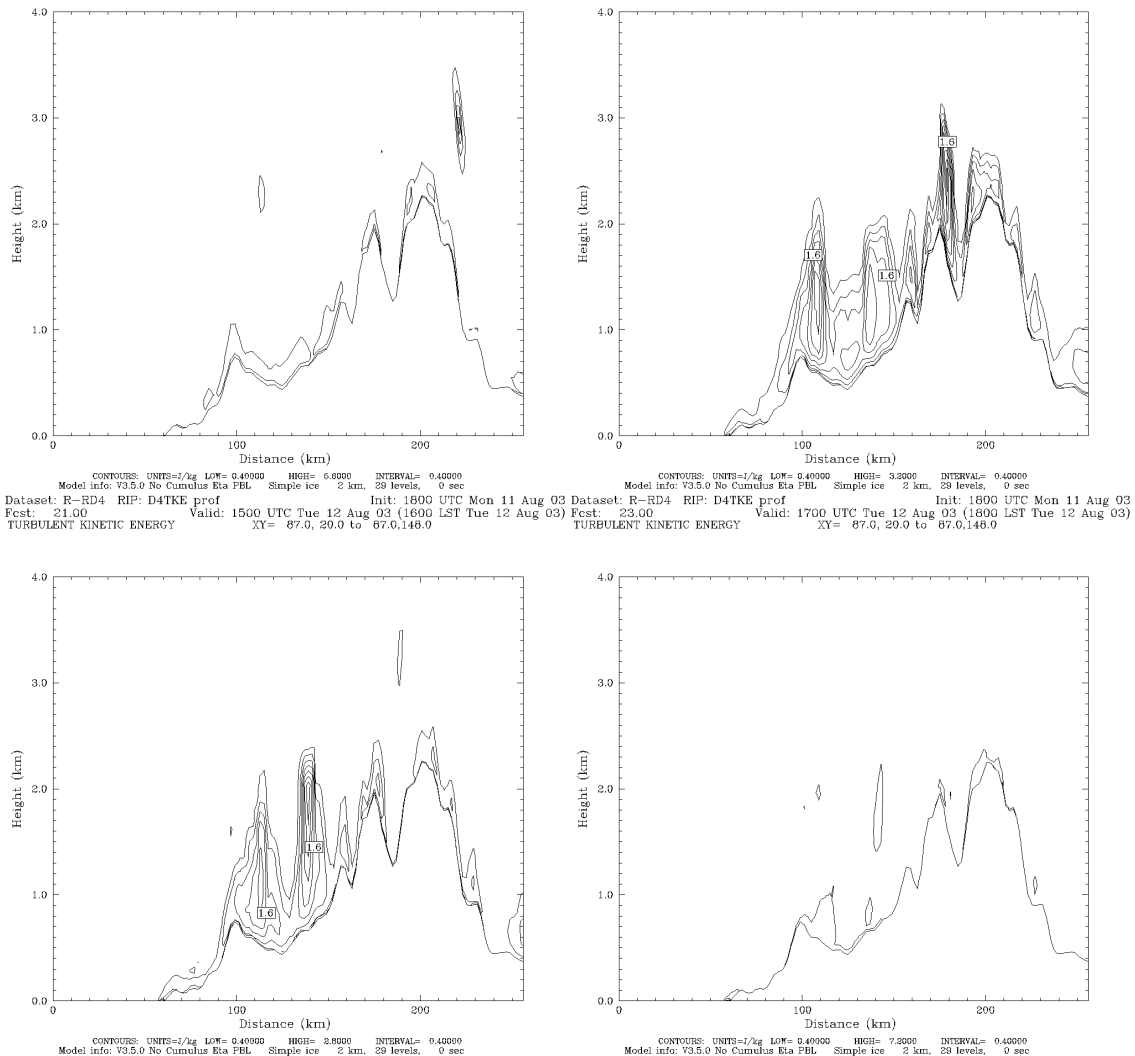 4.0
3.0
2.0
1.0
0.0
Height (km)
0
100
200
Distance (km)
CONTOURS: UNITS=J/kg LOW= 0.40000 HIGH= 5.6000 INTERVAL= 0.40000
Model info: V3.5.0 No Cumulus Eta PBL Simple ice 2 km, 29 levels, 0 sec
4.0
3.0
2.0
1.0
0.0
Height (km)
1.6
1.6
1.6
0
100
200
Distance (km)
CONTOURS: UNITS=J/kg LOW= 0.40000 HIGH= 3.2000 INTERVAL= 0.40000
Model info: V3.5.0 No Cumulus Eta PBL Simple ice 2 km, 29 levels, 0 sec
Dataset: R-RD4 RIP: D4TKE prof Init: 1800 UTC Mon 11 Aug 03
Fcst: 21.00 Valid: 1500 UTC Tue 12 Aug 03 (1600 LST Tue 12 Aug 03)
TURBULENT KINETIC ENERGY XY= 87.0, 20.0 to 87.0,148.0
Dataset: R-RD4 RIP: D4TKE prof Init: 1800 UTC Mon 11 Aug 03
Fcst: 23.00 Valid: 1700 UTC Tue 12 Aug 03 (1800 LST Tue 12 Aug 03)
TURBULENT KINETIC ENERGY XY= 87.0, 20.0 to 87.0,148.0
4.0
3.0
2.0
1.0
0.0
Height (km)
1.6
1.6
0
100
200
Distance (km)
CONTOURS: UNITS=J/kg LOW= 0.40000 HIGH= 2.8000 INTERVAL= 0.40000
Model info: V3.5.0 No Cumulus Eta PBL Simple ice 2 km, 29 levels, 0 sec
4.0
3.0
2.0
1.0
0.0
Height (km)
0
100
200
Distance (km)
CONTOURS: UNITS=J/kg LOW= 0.40000 HIGH= 7.2000 INTERVAL= 0.40000
Model info: V3.5.0 No Cumulus Eta PBL Simple ice 2 km, 29 levels, 0 sec